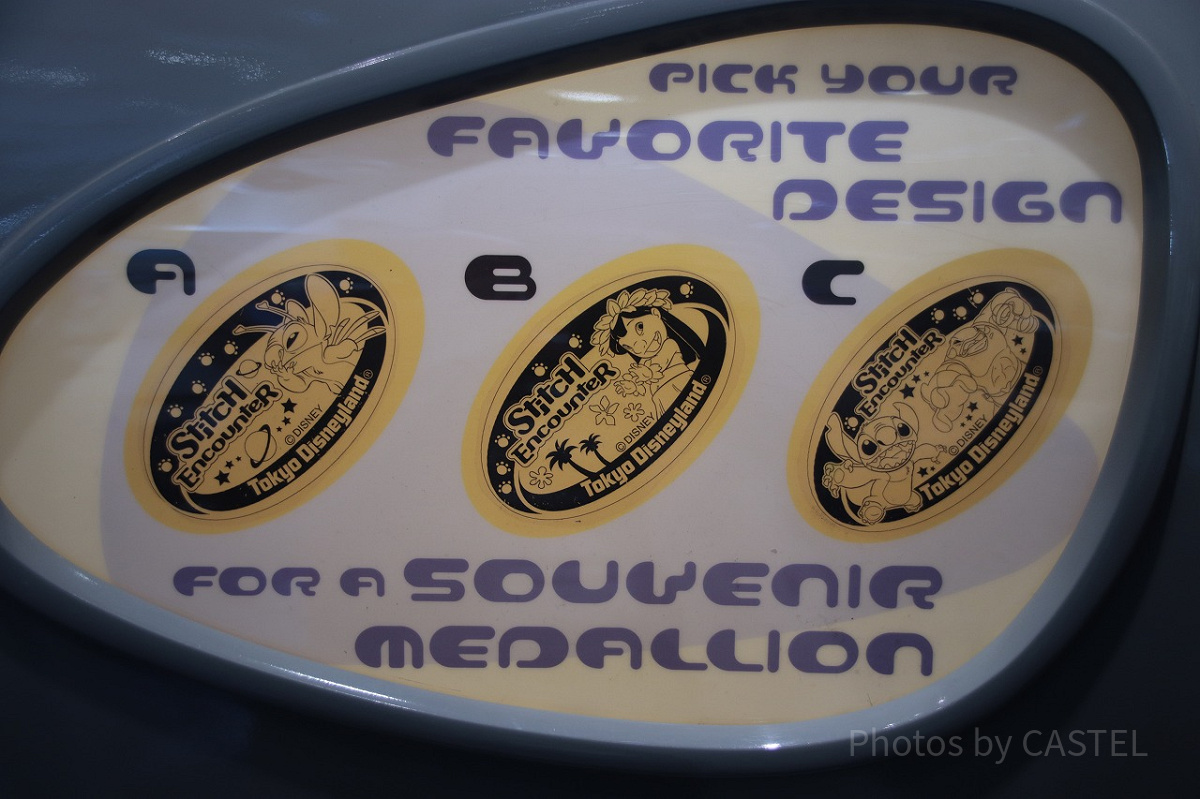 PICK YOUR
FAVORITE
DESIGN
A
StitcH
EncounteR
©DISNEY
Tokyo Disneyland®
B
StitcH
EncounteR
©DISNEY
Tokyo Disneyland®
C
StitcH
EncounteR
©DISNEY
Tokyo Disneyland®
FOR A SOUVENIR
MEDALLION
Photos by CASTEL